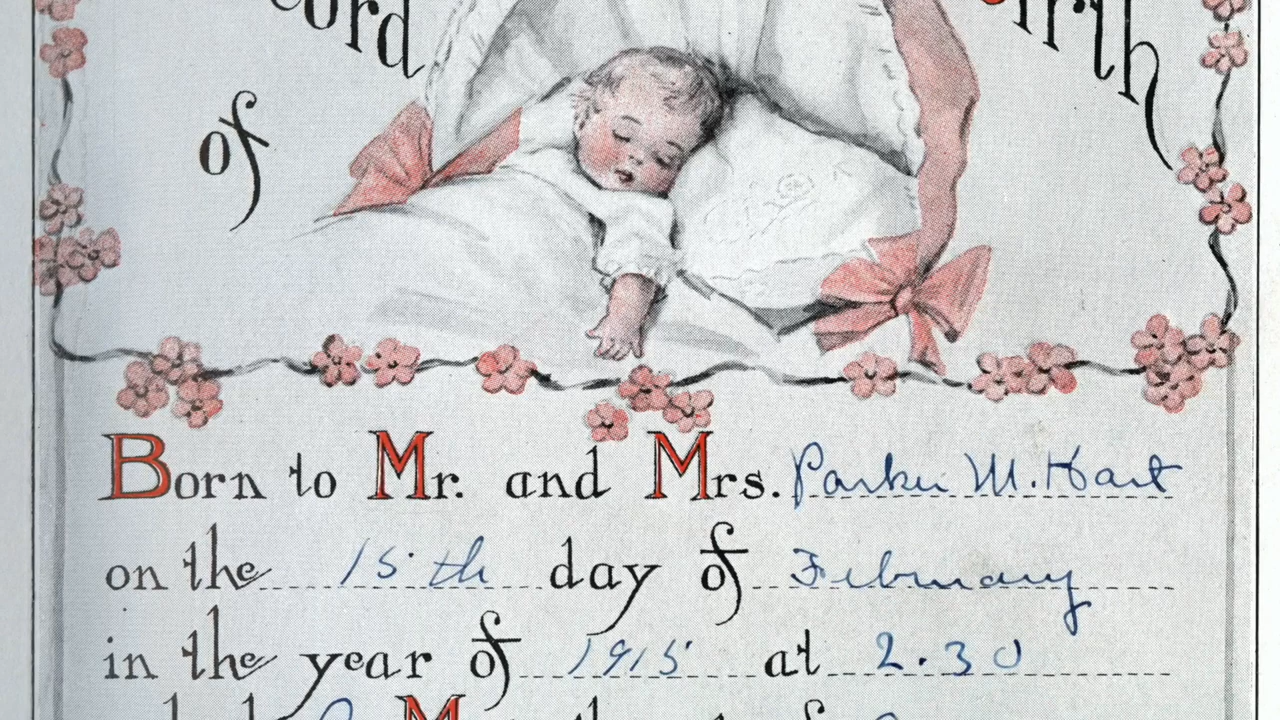 of
Born to Mr. and Mrs. Parker M. Hart
on the 15th day of February
in the year of 1915 at 2.30